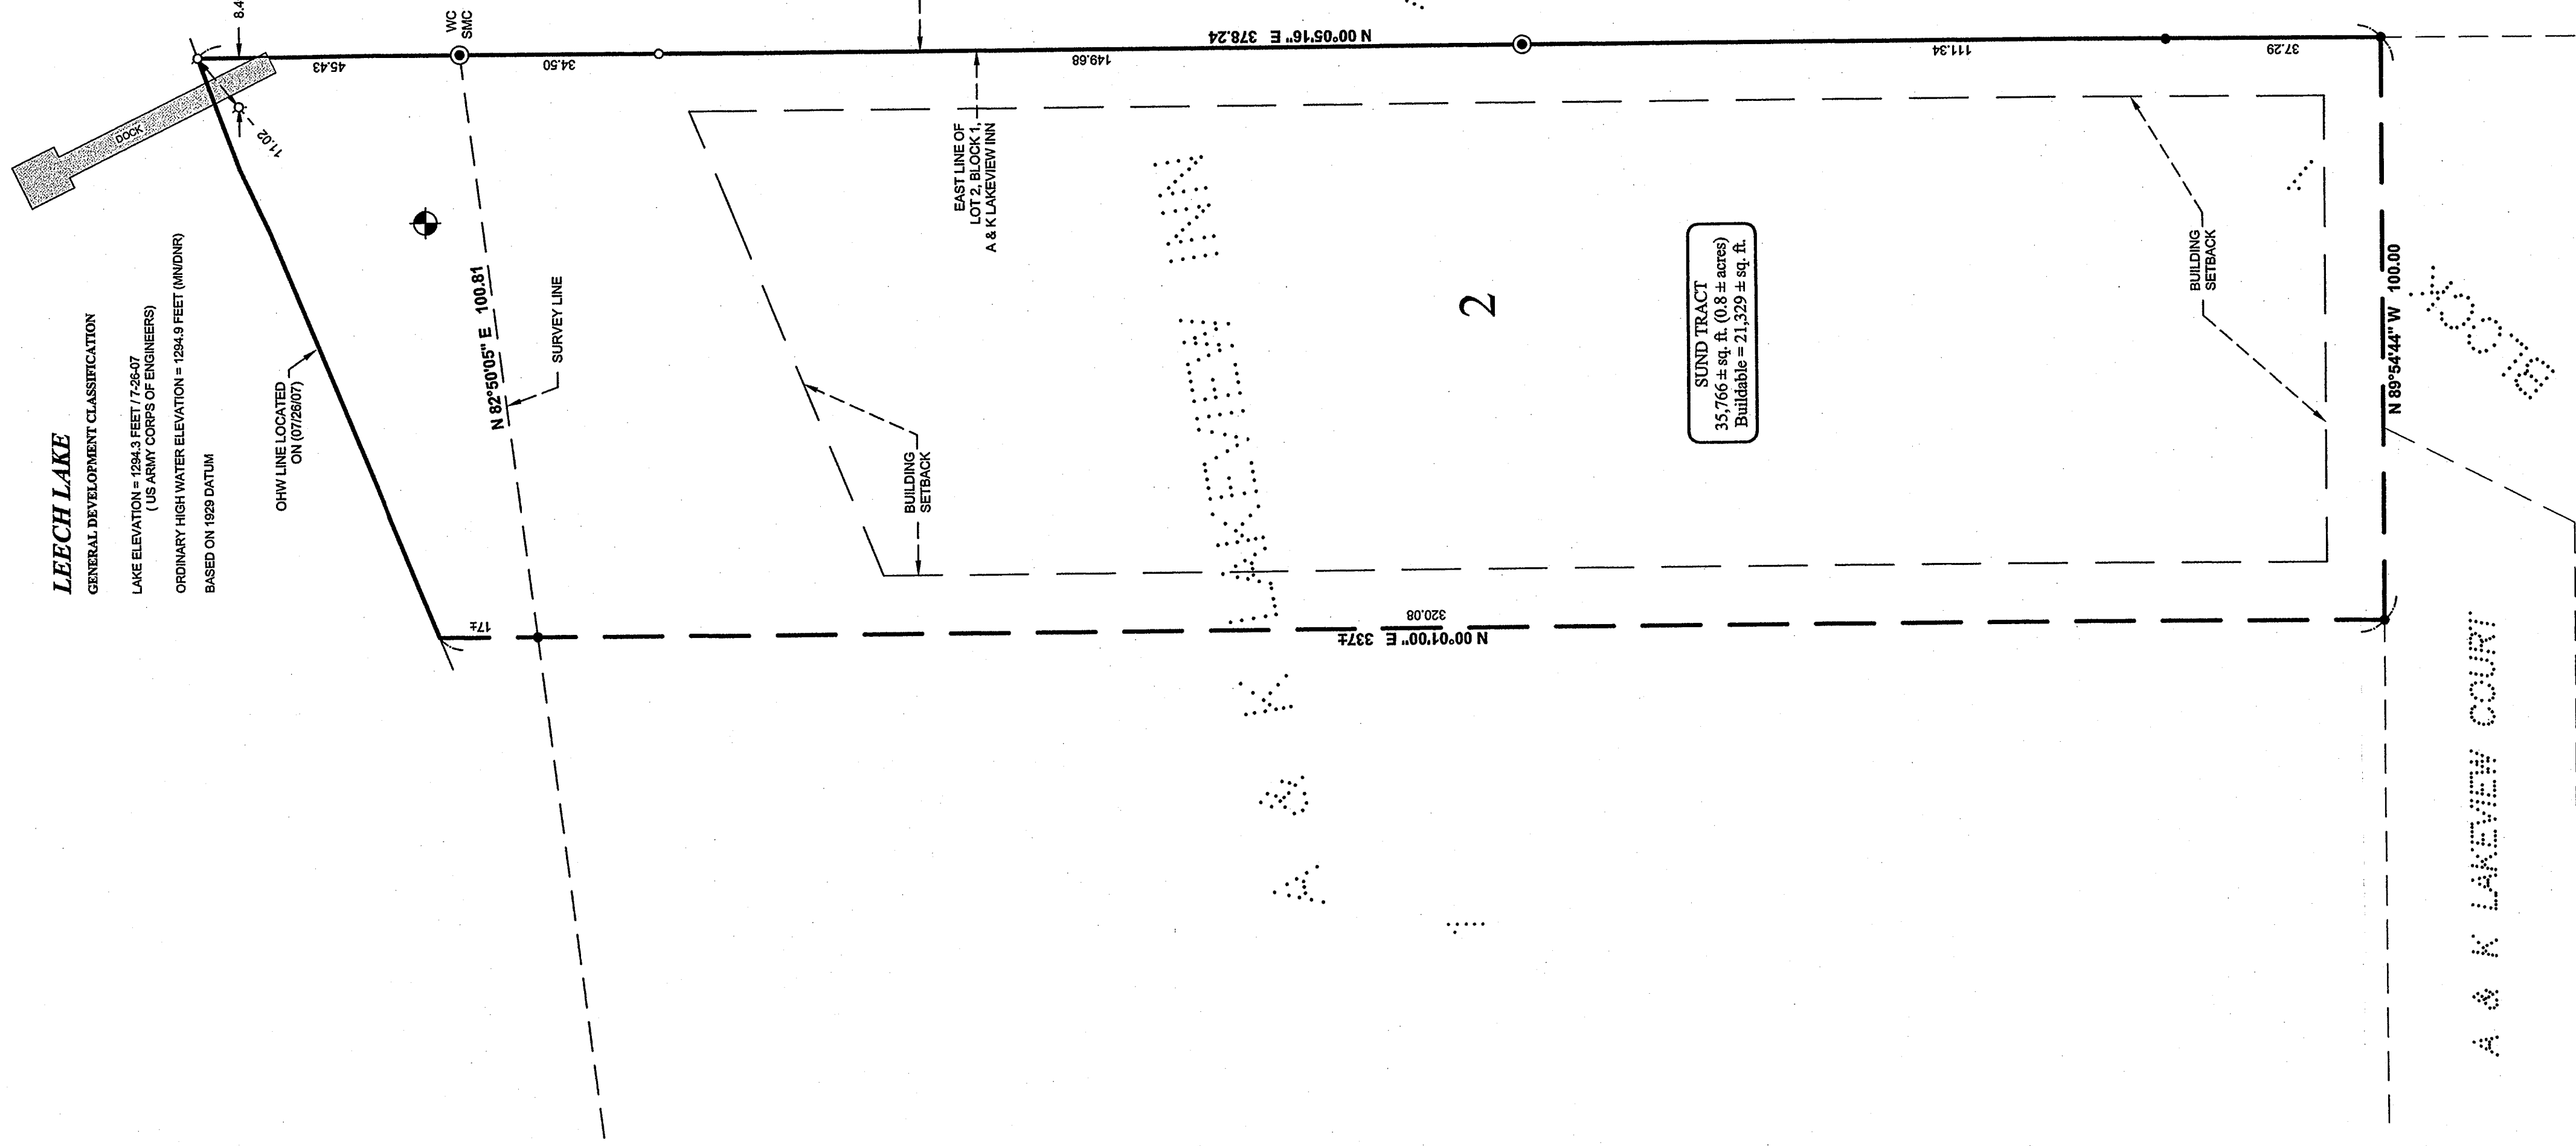 LEECH LAKE
GENERAL DEVELOPMENT CLASSIFICATION
LAKE ELEVATION = 1294.3 FEET / 7-26-07
( US ARMY CORPS OF ENGINEERS)
ORDINARY HIGH WATER ELEVATION = 1294.9 FEET (MN/DNR)
BASED ON 1929 DATUM
OHW LINE LOCATED
ON (07/26/07)
DOCK
11.02
8.4
WC
SMC
45.43
34.50
149.68
N 00°05'16" E 378.24
111.34
37.29
N 82°50'05" E 100.81
SURVEY LINE
EAST LINE OF
LOT 2, BLOCK 1,
A & K LAKEVIEW INN
BUILDING
SETBACK
17±
320.08
N 00°01'00" E 337±
A & K LAKEVIEW INN
1
2
SUND TRACT
35,766 ± sq. ft. (0.8 ± acres)
Buildable = 21,329 ± sq. ft.
BUILDING
SETBACK
1
N 89°54'44" W 100.00
BLOCK
A & K LAKEVIEW COURT